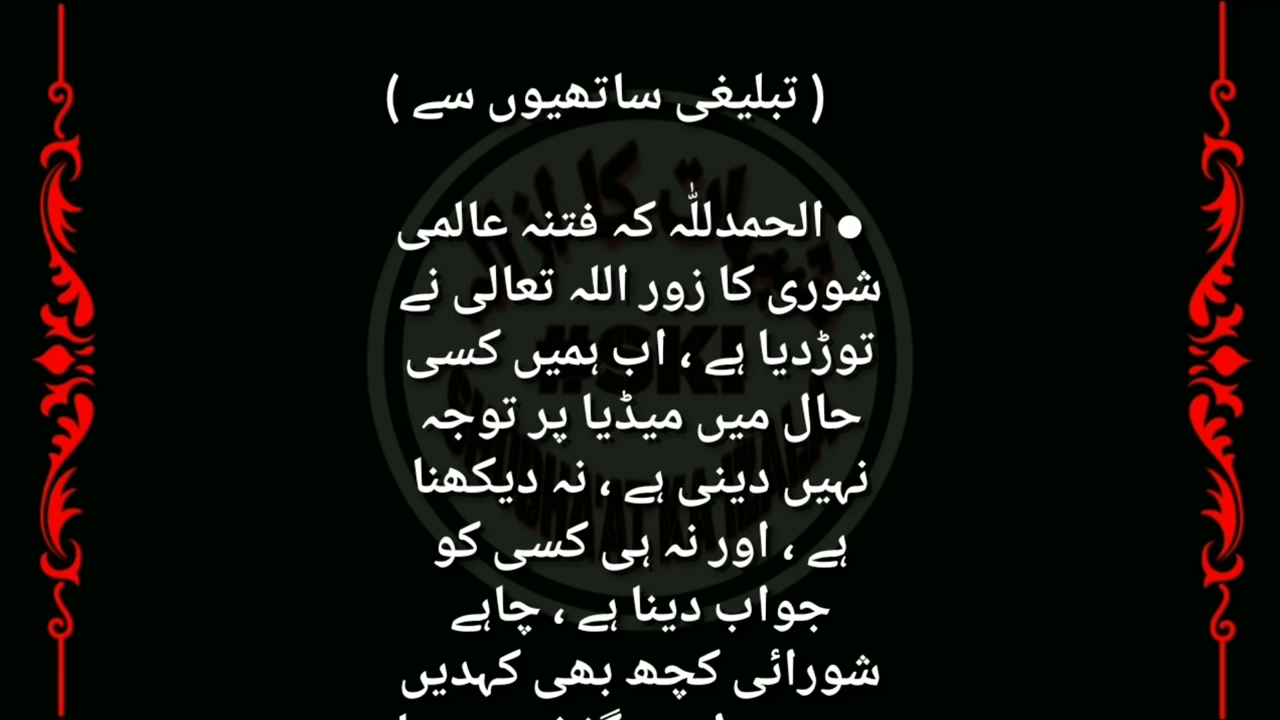 ( تبلیغی ساتھیوں سے )
● الحمدللّٰہ کہ فتنہ عالمی
شوری کا زور اللہ تعالی نے
توڑدیا ہے ، اب ہمیں کسی
حال میں میڈیا پر توجہ
نہیں دینی ہے ، نہ دیکھنا
ہے ، اور نہ ہی کسی کو
جواب دینا ہے ، چاہے
شورائی کچھ بھی کہدیں
#SKI